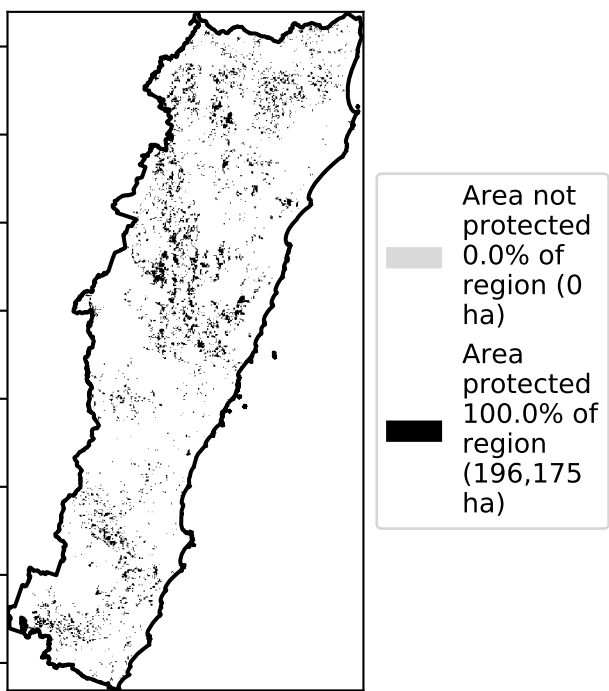 Area not
protected
0.0% of
region (0
ha)
Area
protected
100.0% of
region
(196,175
ha)